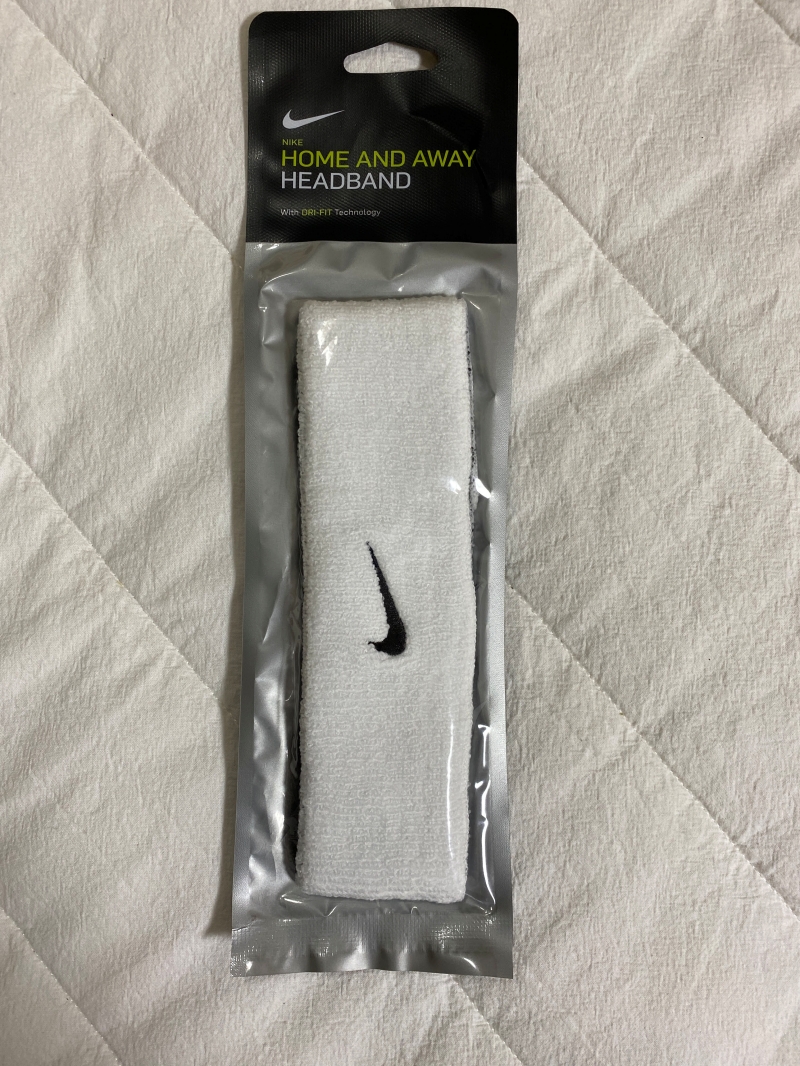 NIKE
HOME AND AWAY
HEADBAND
With DRI-FIT Technology